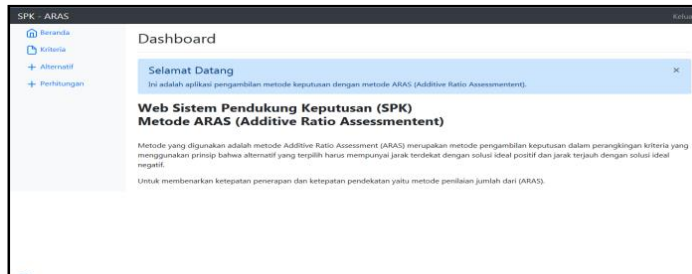 SPK - ARAS
Keluar
Beranda
Kriteria
Alternatif
Perhitungan
Dashboard
Selamat Datang
×
Ini adalah aplikasi pengambilan metode keputusan dengan metode ARAS (Additive Ratio Assessmentent).
Web Sistem Pendukung Keputusan (SPK)
Metode ARAS (Additive Ratio Assessmentent)
Metode yang digunakan adalah metode Additive Ratio Assessment (ARAS) merupakan metode pengambilan keputusan dalam perangkingan kriteria yang
menggunakan prinsip bahwa alternatif yang terpilih harus mempunyai jarak terdekat dengan solusi ideal positif dan jarak terjauh dengan solusi ideal
negatif.
Untuk membenarkan ketepatan penerapan dan ketepatan pendekatan yaitu metode penilaian jumlah dari (ARAS).